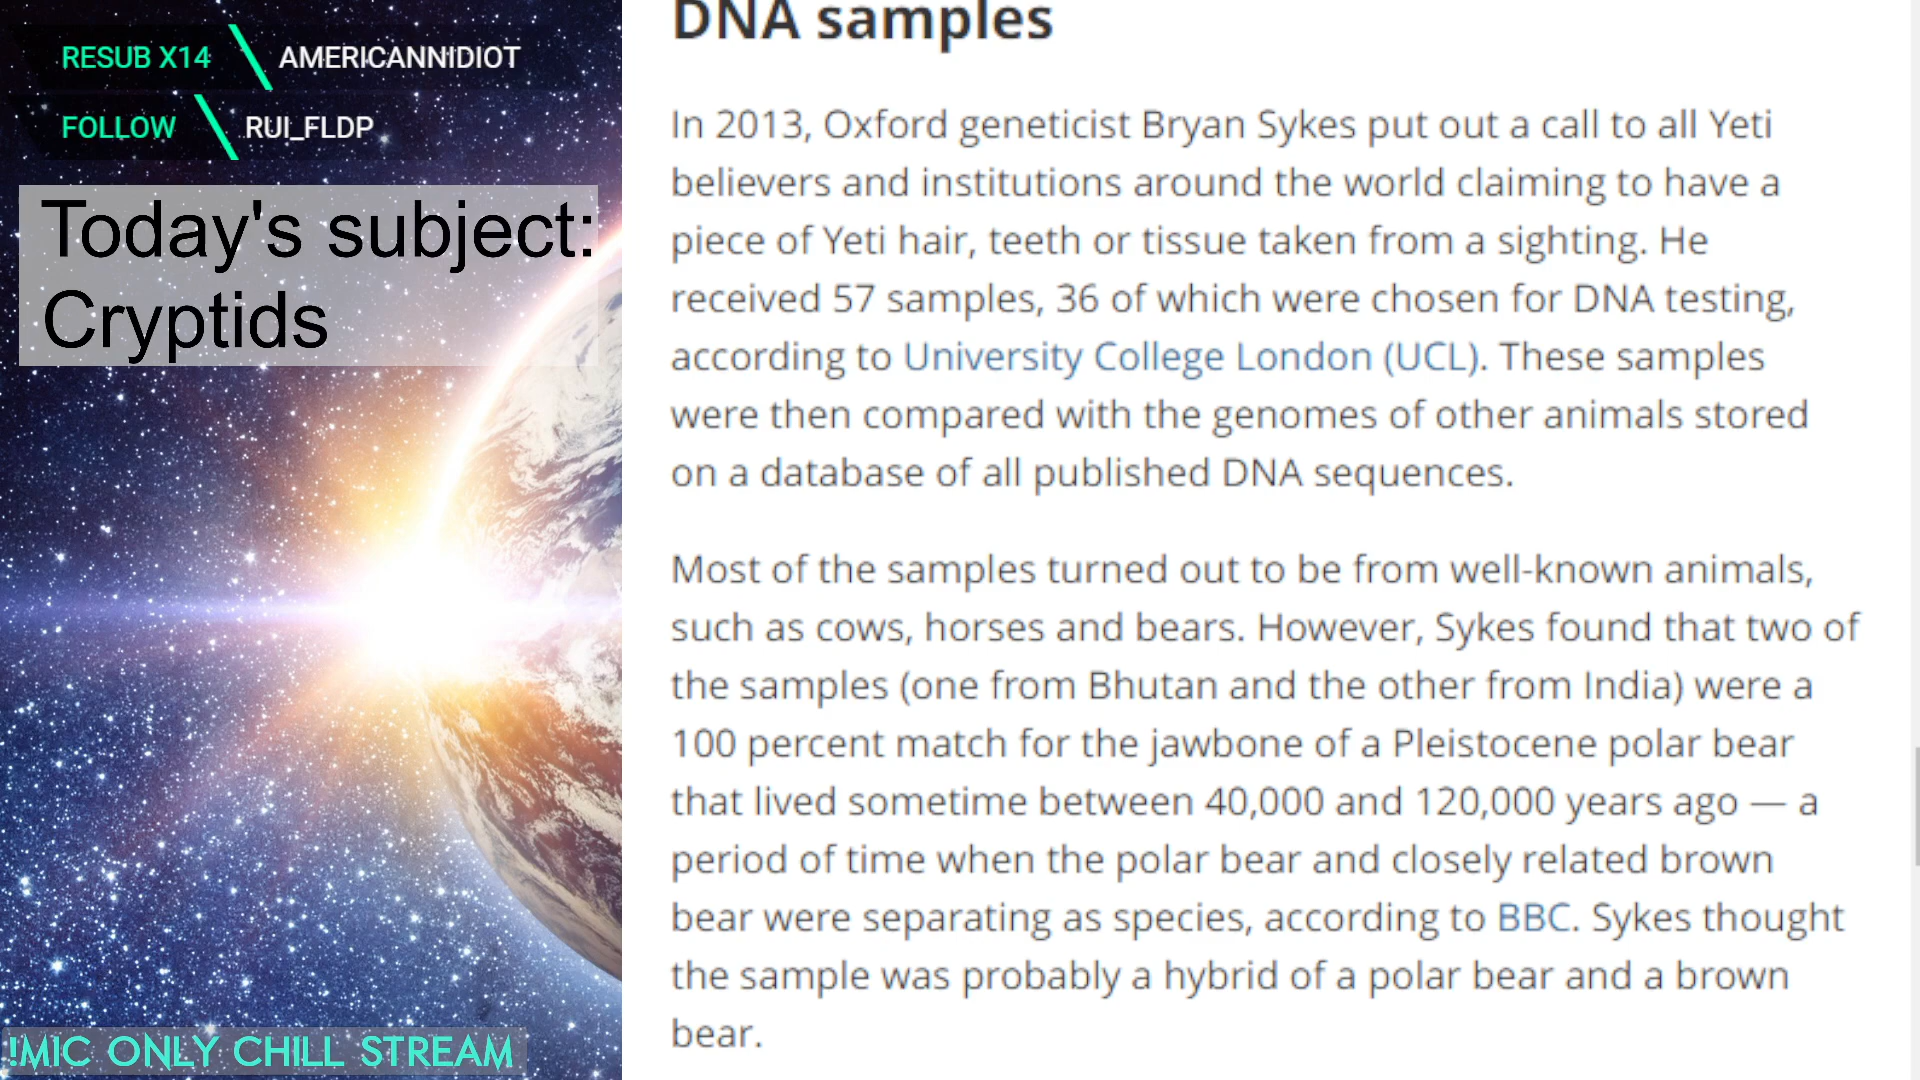 RESUB X14 AMERICANNIDIOT
FOLLOW RUI_FLDP
Today's subject:
Cryptids
!MIC ONLY CHILL STREAM
DNA samples
In 2013, Oxford geneticist Bryan Sykes put out a call to all Yeti
believers and institutions around the world claiming to have a
piece of Yeti hair, teeth or tissue taken from a sighting. He
received 57 samples, 36 of which were chosen for DNA testing,
according to University College London (UCL). These samples
were then compared with the genomes of other animals stored
on a database of all published DNA sequences.
Most of the samples turned out to be from well-known animals,
such as cows, horses and bears. However, Sykes found that two of
the samples (one from Bhutan and the other from India) were a
100 percent match for the jawbone of a Pleistocene polar bear
that lived sometime between 40,000 and 120,000 years ago — a
period of time when the polar bear and closely related brown
bear were separating as species, according to BBC. Sykes thought
the sample was probably a hybrid of a polar bear and a brown
bear.